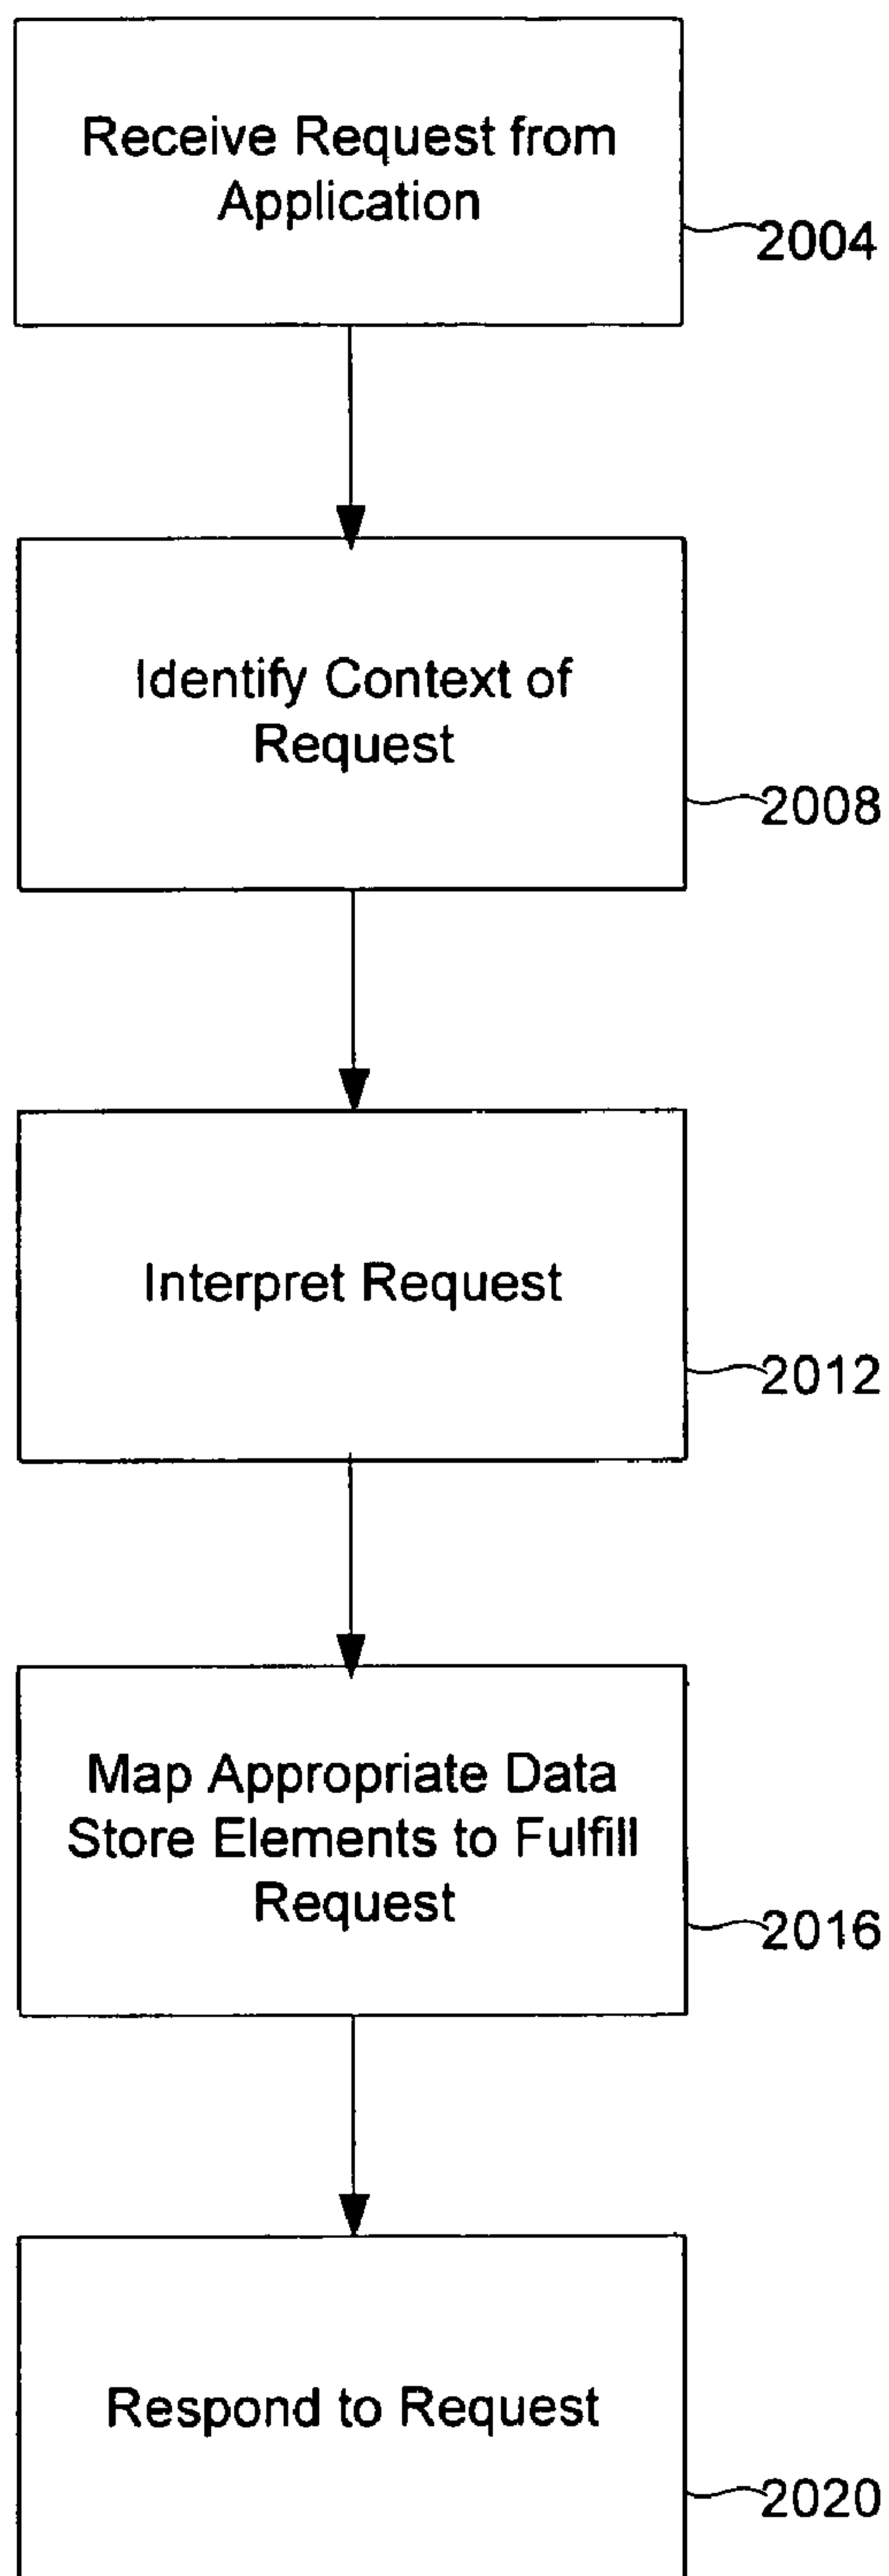 Receive Request from
Application
2004
Identify Context of
Request
2008
Interpret Request
2012
Map Appropriate Data
Store Elements to Fulfill
Request
2016
Respond to Request
2020